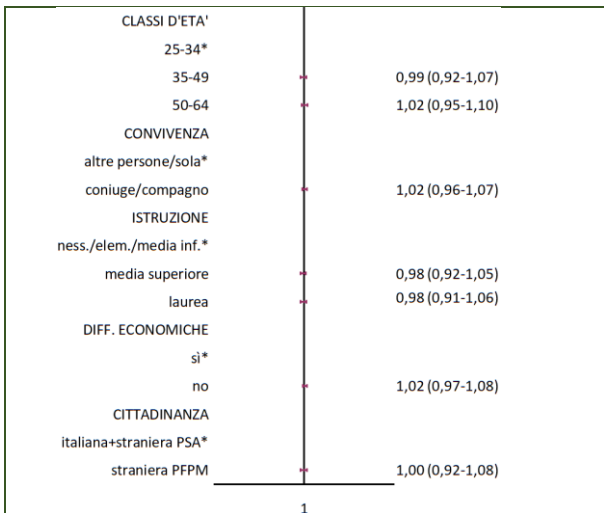 CLASSI D'ETA'
25-34*
35-49 0,99 (0,92-1,07)
50-64 1,02 (0,95-1,10)
CONVIVENZA
altre persone/sola*
coniuge/compagno 1,02 (0,96-1,07)
ISTRUZIONE
ness./elem./media inf.*
media superiore 0,98 (0,92-1,05)
laurea 0,98 (0,91-1,06)
DIFF. ECONOMICHE
sì*
no 1,02 (0,97-1,08)
CITTADINANZA
italiana+straniera PSA*
straniera PFPM 1,00 (0,92-1,08)
1